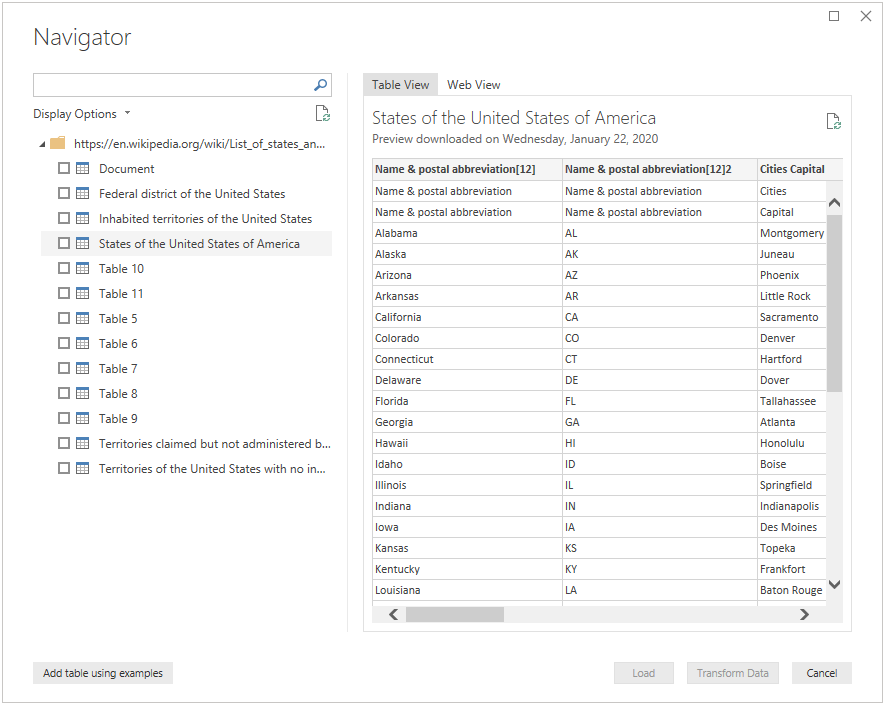 Navigator
Display Options
https://en.wikipedia.org/wiki/List_of_states_an...
Document
Federal district of the United States
Inhabited territories of the United States
States of the United States of America
Table 10
Table 11
Table 5
Table 6
Table 7
Table 8
Table 9
Territories claimed but not administered b...
Territories of the United States with no in...
Table View Web View
States of the United States of America
Preview downloaded on Wednesday, January 22, 2020
Name & postal abbreviation[12] Name & postal abbreviation[12]2 Cities Capital
Name & postal abbreviation Name & postal abbreviation Cities
Name & postal abbreviation Name & postal abbreviation Capital
Alabama AL Montgomery
Alaska AK Juneau
Arizona AZ Phoenix
Arkansas AR Little Rock
California CA Sacramento
Colorado CO Denver
Connecticut CT Hartford
Delaware DE Dover
Florida FL Tallahassee
Georgia GA Atlanta
Hawaii HI Honolulu
Idaho ID Boise
Illinois IL Springfield
Indiana IN Indianapolis
Iowa IA Des Moines
Kansas KS Topeka
Kentucky KY Frankfort
Louisiana LA Baton Rouge
Add table using examples Load Transform Data Cancel